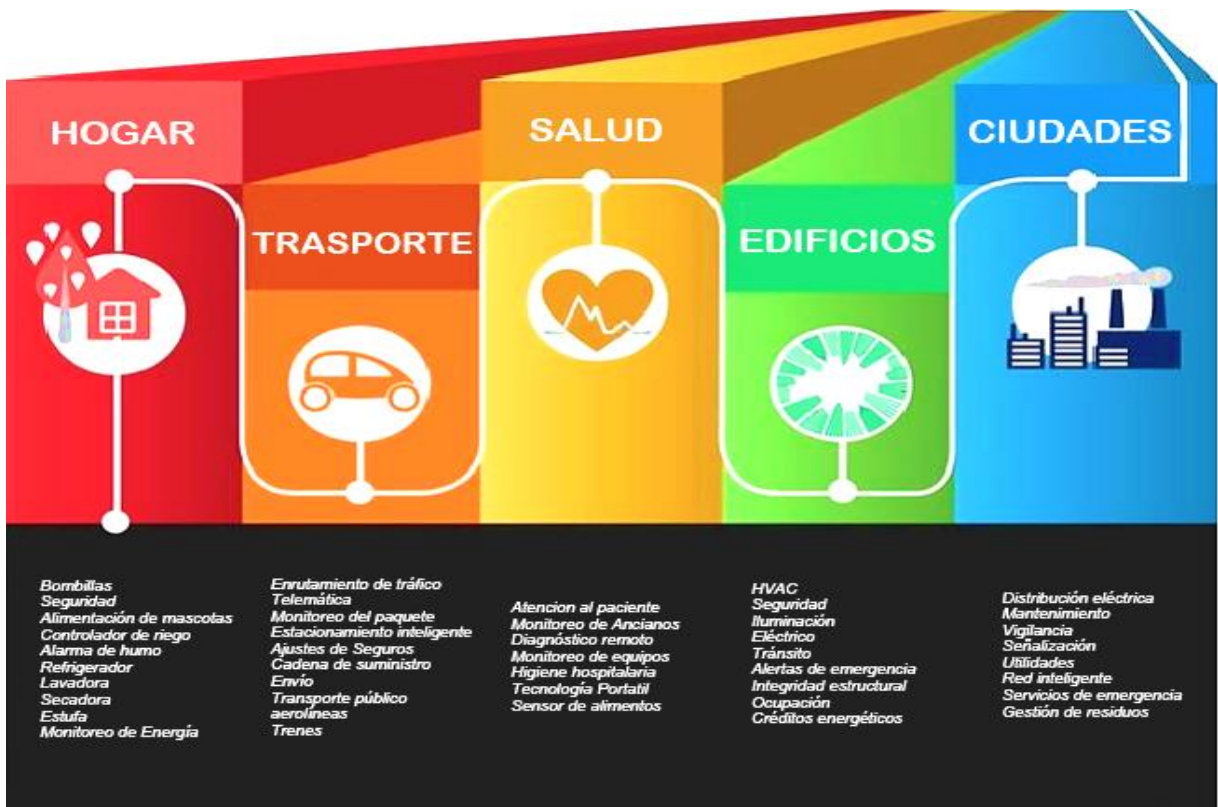 HOGAR
TRASPORTE
SALUD
EDIFICIOS
CIUDADES
Bombillas
Seguridad
Alimentación de mascotas
Controlador de riego
Alarma de humo
Refrigerador
Lavadora
Secadora
Estufa
Monitoreo de Energía
Enrutamiento de tráfico
Telemática
Monitoreo del paquete
Estacionamiento inteligente
Ajustes de Seguros
Cadena de suministro
Envío
Transporte público
aerolíneas
Trenes
Atencion al paciente
Monitoreo de Ancianos
Diagnóstico remoto
Monitoreo de equipos
Higiene hospitalaria
Tecnología Portatil
Sensor de alimentos
HVAC
Seguridad
Iluminación
Eléctrico
Tránsito
Alertas de emergencia
Integridad estructural
Ocupación
Créditos energéticos
Distribución eléctrica
Mantenimiento
Vigilancia
Señalización
Utilidades
Red inteligente
Servicios de emergencia
Gestión de residuos